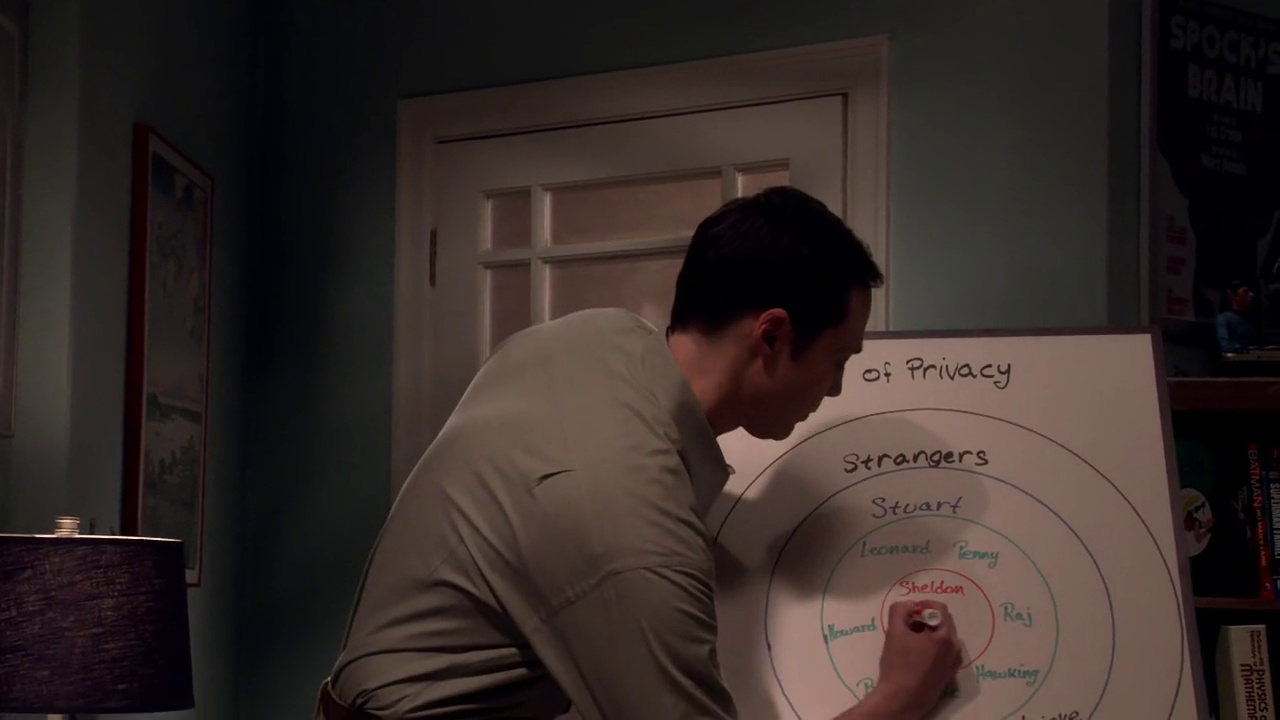 SPOCK'S
BRAIN
of Privacy
Strangers
Stuart
Leonard Penny
Sheldon
Howard Raj
Hawking
BATMAN
PHYSICS